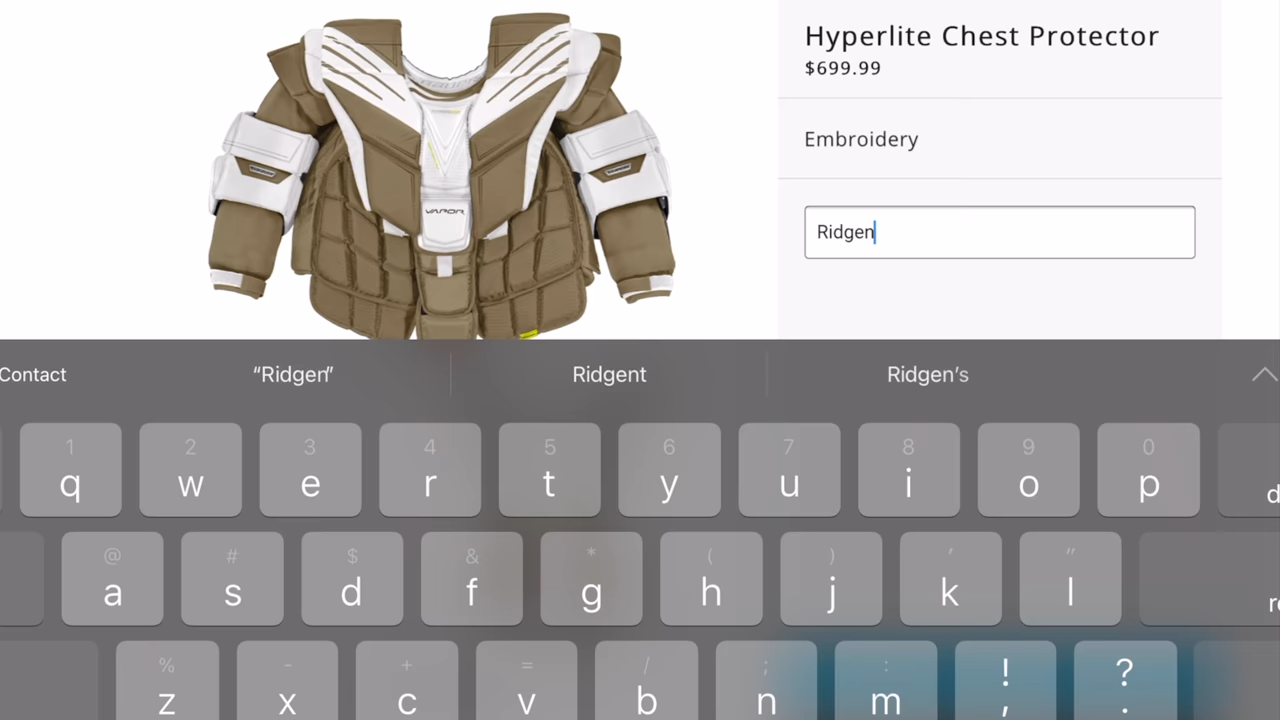 Hyperlite Chest Protector
$699.99
Embroidery
Ridgen
VAPOR
Contact
“Ridgen”
Ridgent
Ridgen’s
1 2 3 4 5 6 7 8 9 0
q w e r t y u i o p
@ # $ & * ( ) ‘ “
a s d f g h j k l
% - + = / ; : ! ?
z x c v b n m , .